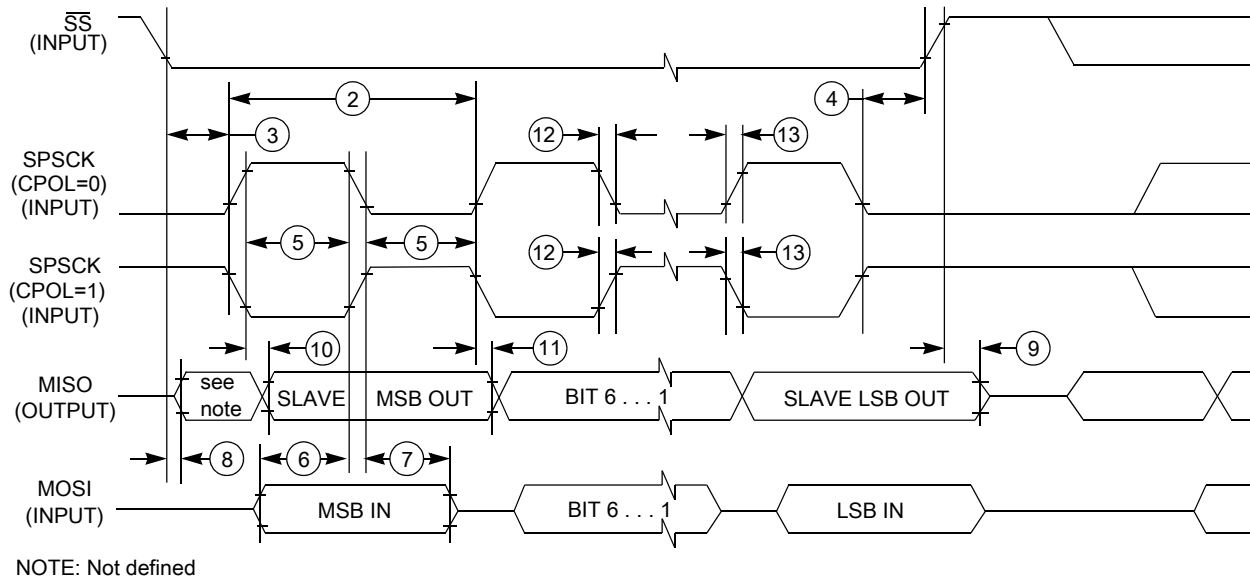 SS
(INPUT)
2
4
3
12
13
SPSCK
(CPOL=0)
(INPUT)
5
5
12
13
SPSCK
(CPOL=1)
(INPUT)
10
11
9
MISO
(OUTPUT)
see
note
SLAVE
MSB OUT
BIT 6 . . . 1
SLAVE LSB OUT
8
6
7
MOSI
(INPUT)
MSB IN
BIT 6 . . . 1
LSB IN
NOTE: Not defined